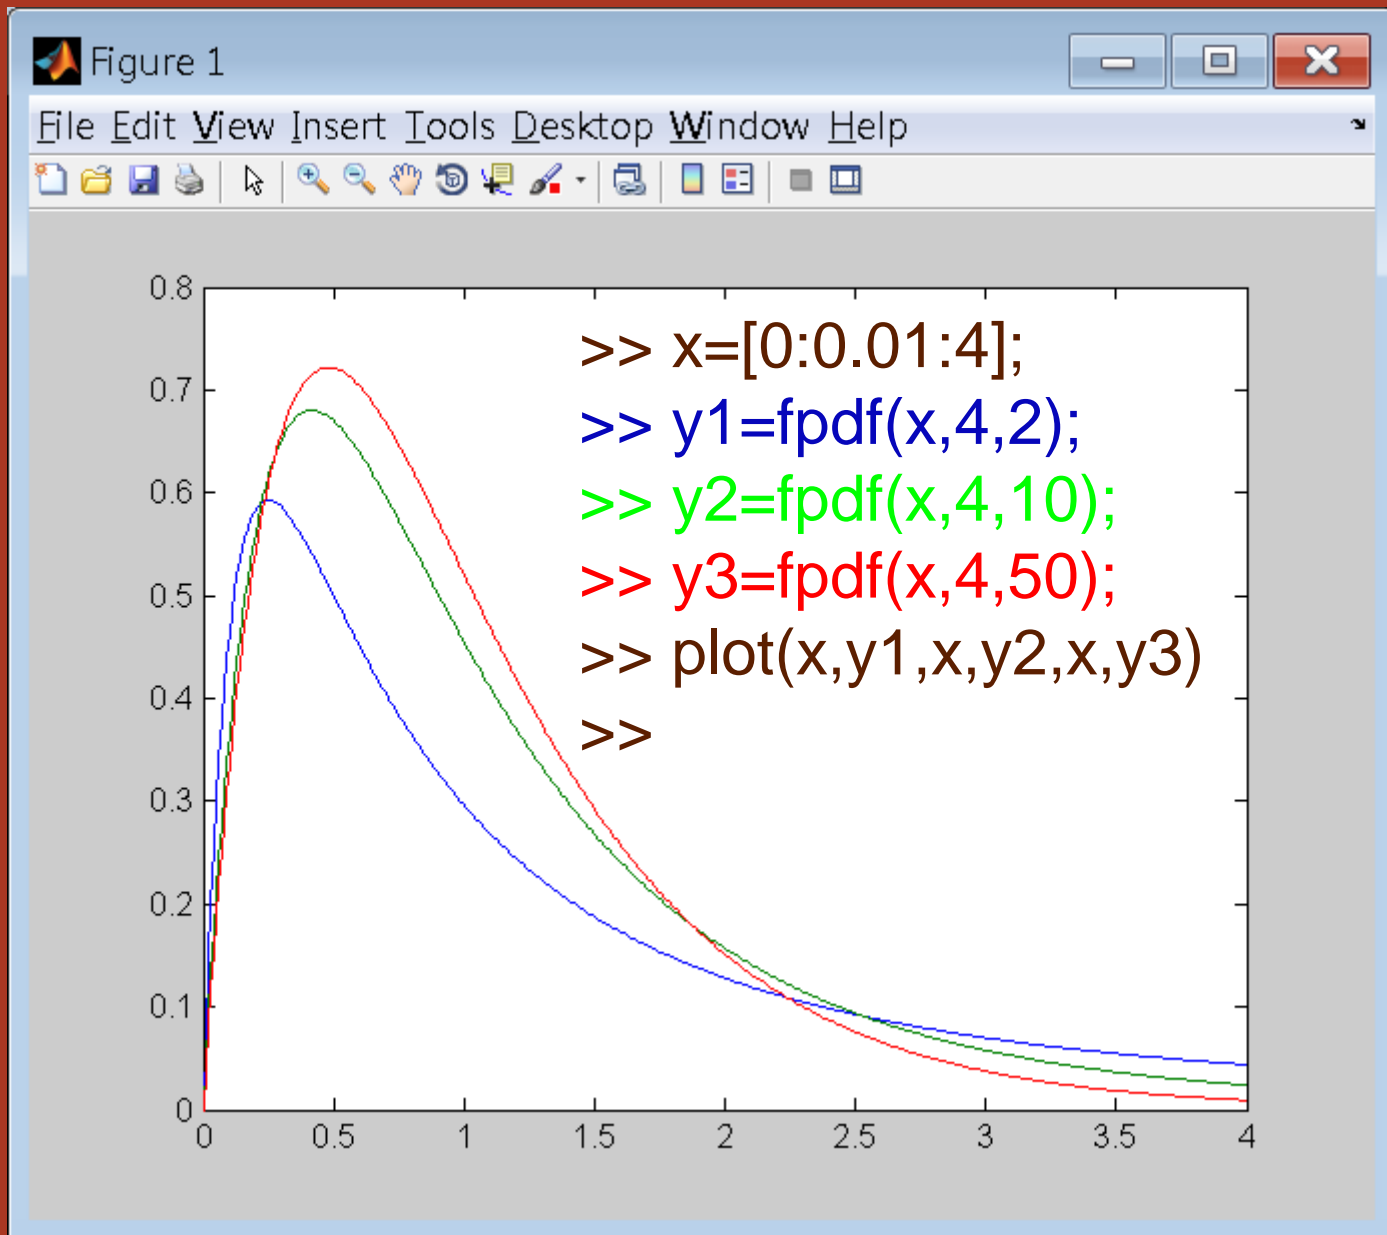 Figure 1
File Edit View Insert Tools Desktop Window Help
0.8
0.7
0.6
0.5
0.4
0.3
0.2
0.1
0
>> x=[0:0.01:4];
>> y1=fpdf(x,4,2);
>> y2=fpdf(x,4,10);
>> y3=fpdf(x,4,50);
>> plot(x,y1,x,y2,x,y3)
>>
0 0.5 1 1.5 2 2.5 3 3.5 4